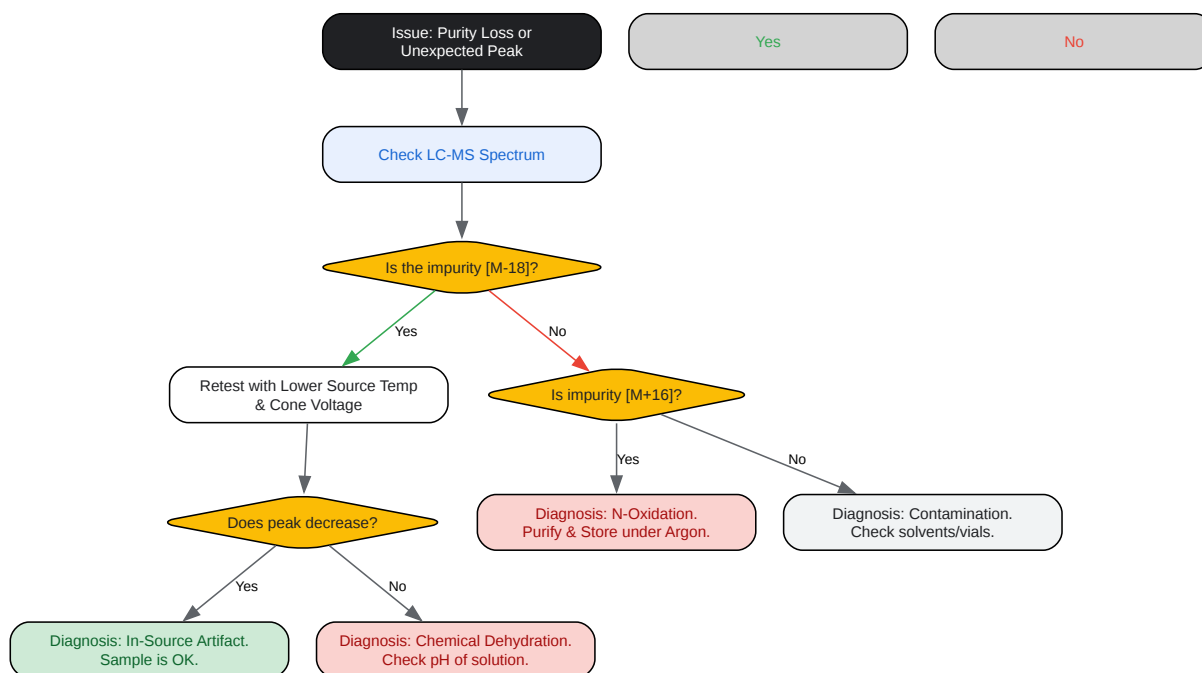 Issue: Purity Loss or
Unexpected Peak
Yes
No
Check LC-MS Spectrum
Is the impurity [M-18]?
Yes
No
Retest with Lower Source Temp
& Cone Voltage
Is impurity [M+16]?
Yes
No
Does peak decrease?
Diagnosis: N-Oxidation.
Purify & Store under Argon.
Diagnosis: Contamination.
Check solvents/vials.
Yes
No
Diagnosis: In-Source Artifact.
Sample is OK.
Diagnosis: Chemical Dehydration.
Check pH of solution.